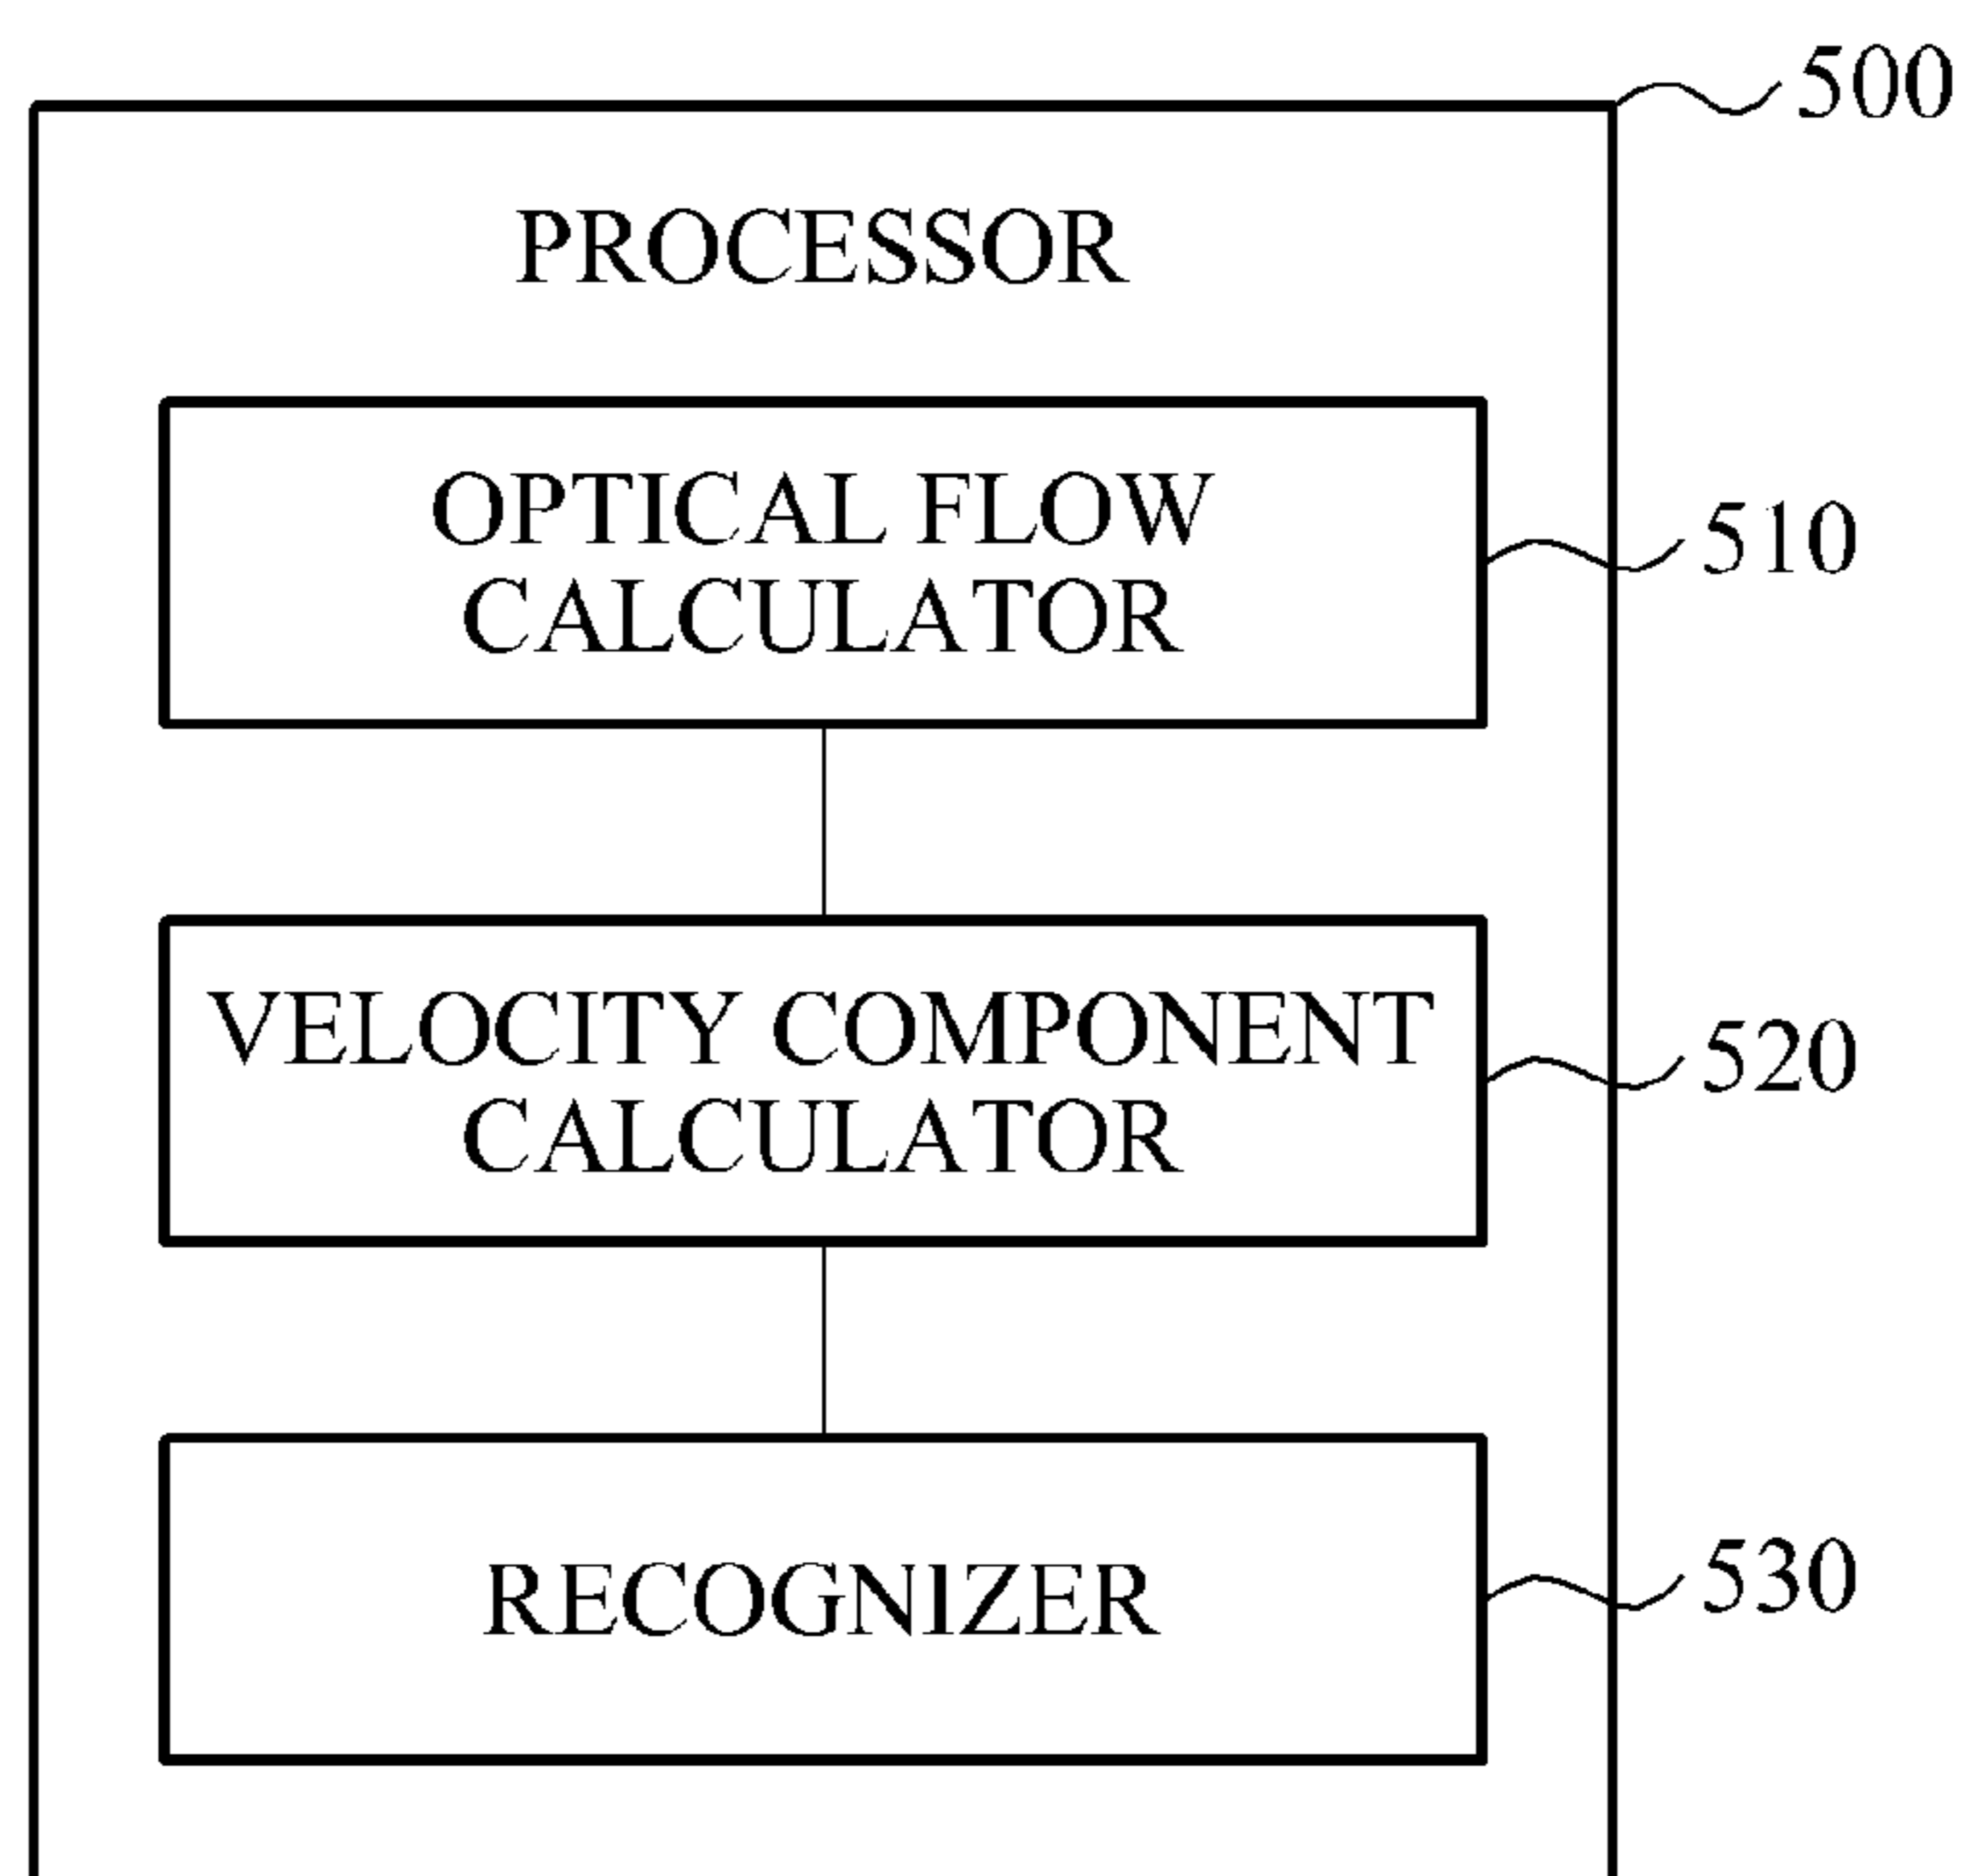 500
PROCESSOR
OPTICAL FLOW
CALCULATOR
510
VELOCITY COMPONENT
CALCULATOR
520
RECOGNIZER
530